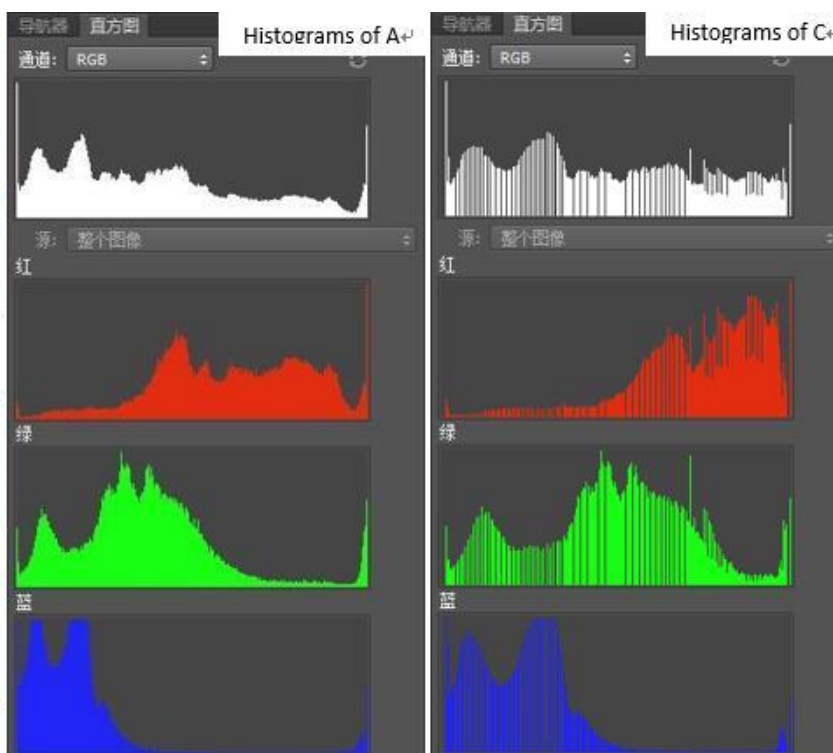 导航器 直方图 Histograms of A↵
通道: RGB
源: 整个图像
红
绿
蓝
导航器 直方图 Histograms of C↵
通道: RGB
源: 整个图像
红
绿
蓝